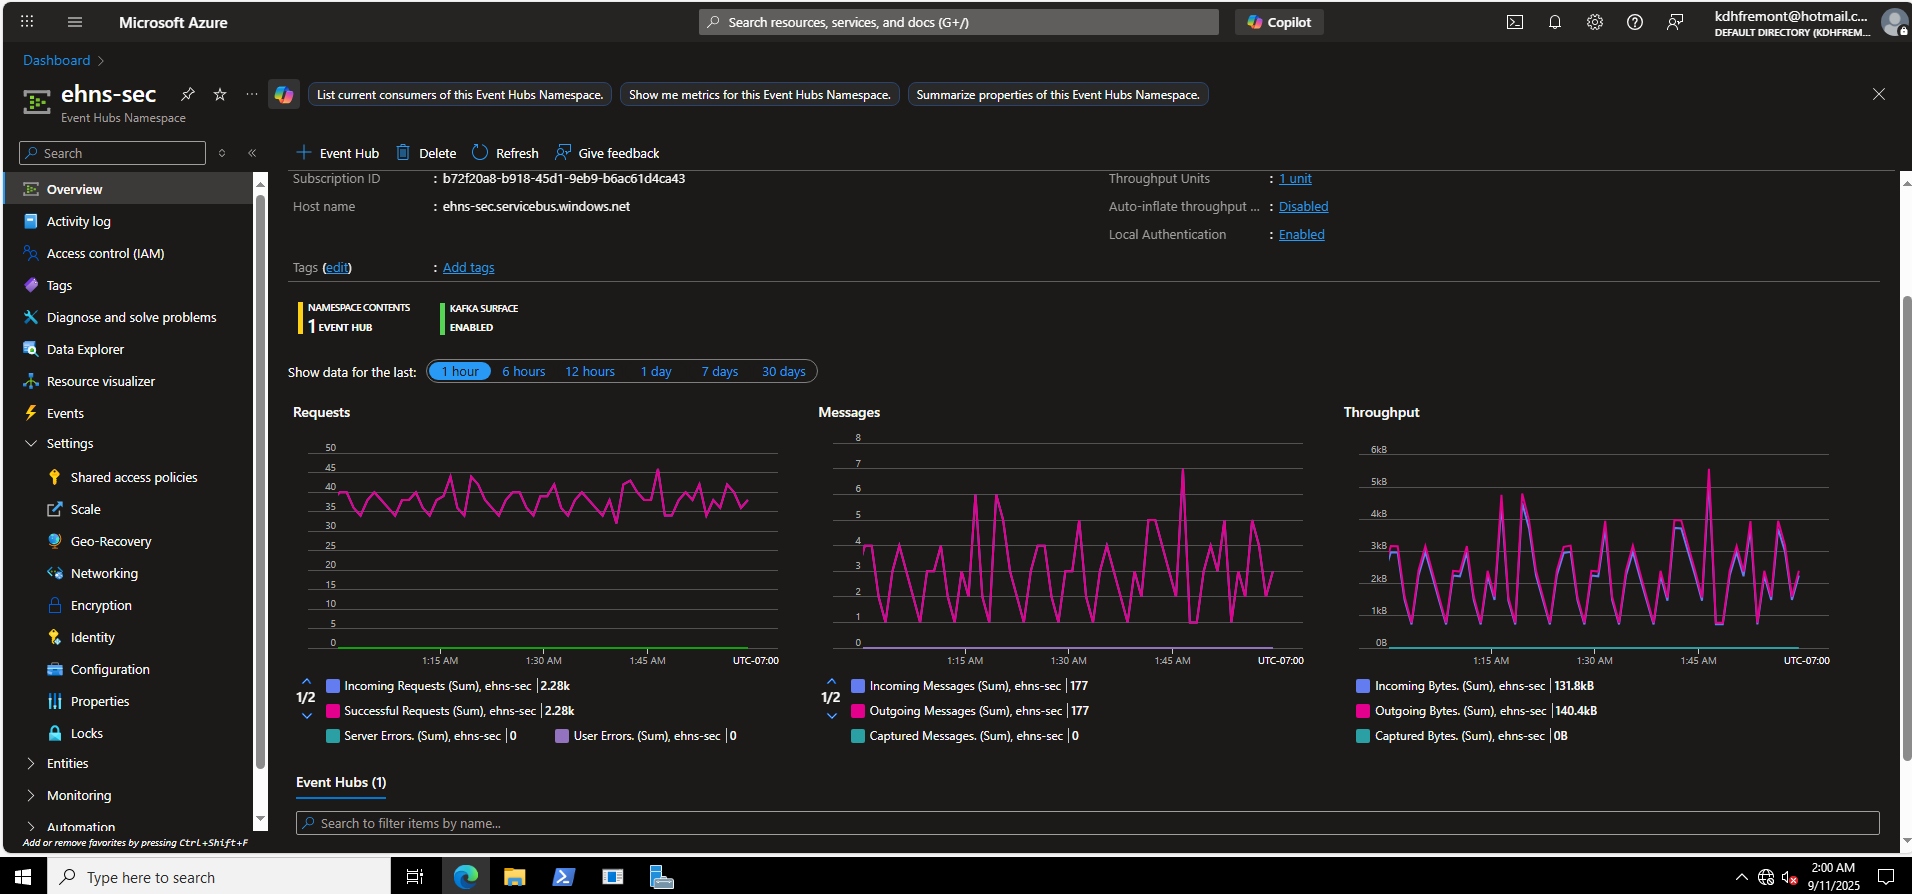 Microsoft Azure
Search resources, services, and docs (G+/)
Copilot
kdhfremont@hotmail.c...
DEFAULT DIRECTORY (KDHFREM...
Dashboard
ehns-sec
Event Hubs Namespace
List current consumers of this Event Hubs Namespace.
Show me metrics for this Event Hubs Namespace.
Summarize properties of this Event Hubs Namespace.
Search
Event Hub
Delete
Refresh
Give feedback
Overview
Activity log
Access control (IAM)
Tags
Diagnose and solve problems
Data Explorer
Resource visualizer
Events
Settings
Shared access policies
Scale
Geo-Recovery
Networking
Encryption
Identity
Configuration
Properties
Locks
Entities
Monitoring
Automation
Add or remove favorites by pressing Ctrl+Shift+F
Subscription ID : b72f20a8-b918-45d1-9eb9-b6ac61d4ca43
Host name : ehns-sec.servicebus.windows.net
Throughput Units : 1 unit
Auto-inflate throughput ... : Disabled
Local Authentication : Enabled
Tags (edit) : Add tags
NAMESPACE CONTENTS
1 EVENT HUB
KAFKA SURFACE
ENABLED
Show data for the last: 1 hour 6 hours 12 hours 1 day 7 days 30 days
Requests
50
45
40
35
30
25
20
15
10
5
0
1:15 AM 1:30 AM 1:45 AM UTC-07:00
1/2
Incoming Requests (Sum), ehns-sec | 2.28k
Successful Requests (Sum), ehns-sec | 2.28k
Server Errors. (Sum), ehns-sec | 0
User Errors. (Sum), ehns-sec | 0
Messages
8
7
6
5
4
3
2
1
0
1:15 AM 1:30 AM 1:45 AM UTC-07:00
1/2
Incoming Messages (Sum), ehns-sec | 177
Outgoing Messages (Sum), ehns-sec | 177
Captured Messages. (Sum), ehns-sec | 0
Throughput
6kB
5kB
4kB
3kB
2kB
1kB
0B
1:15 AM 1:30 AM 1:45 AM UTC-07:00
Incoming Bytes. (Sum), ehns-sec | 131.8kB
Outgoing Bytes. (Sum), ehns-sec | 140.4kB
Captured Bytes. (Sum), ehns-sec | 0B
Event Hubs (1)
Search to filter items by name...
Type here to search
2:00 AM
9/11/2025